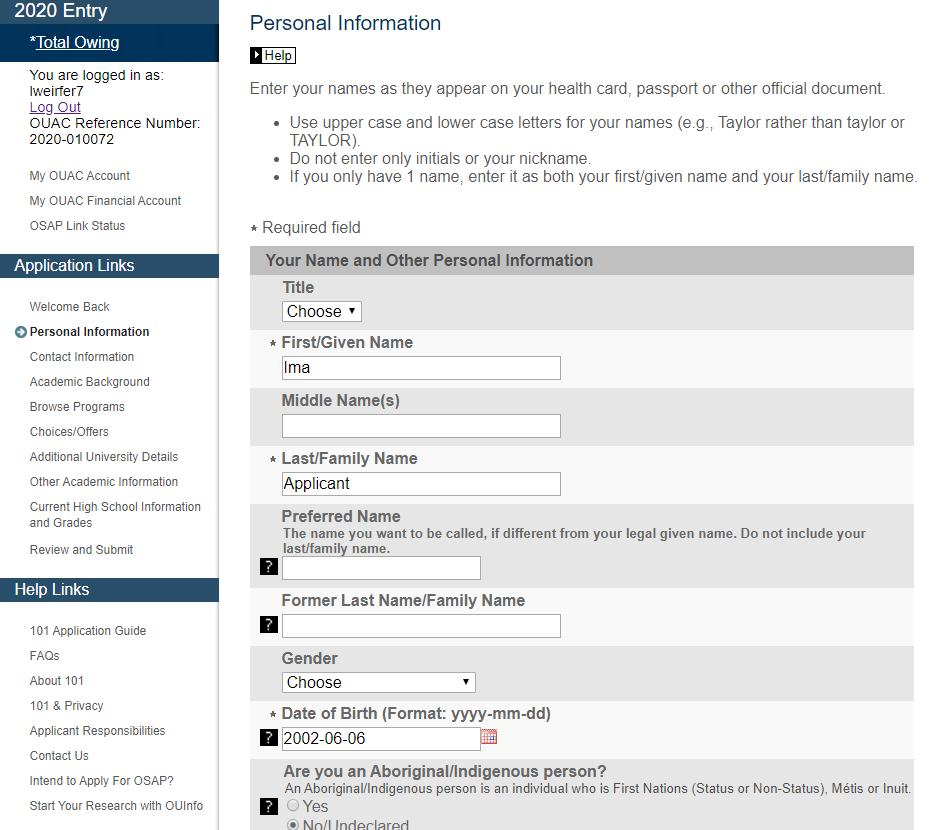 2020 Entry
*Total Owing
You are logged in as:
lweirfer7
Log Out
OUAC Reference Number:
2020-010072
My OUAC Account
My OUAC Financial Account
OSAP Link Status
Application Links
Welcome Back
Personal Information
Contact Information
Academic Background
Browse Programs
Choices/Offers
Additional University Details
Other Academic Information
Current High School Information
and Grades
Review and Submit
Help Links
101 Application Guide
FAQs
About 101
101 & Privacy
Applicant Responsibilities
Contact Us
Intend to Apply For OSAP?
Start Your Research with OUInfo
Personal Information
Help
Enter your names as they appear on your health card, passport or other official document.
• Use upper case and lower case letters for your names (e.g., Taylor rather than taylor or
TAYLOR).
• Do not enter only initials or your nickname.
• If you only have 1 name, enter it as both your first/given name and your last/family name.
* Required field
Your Name and Other Personal Information
Title
Choose
* First/Given Name
Ima
Middle Name(s)
* Last/Family Name
Applicant
Preferred Name
The name you want to be called, if different from your legal given name. Do not include your
last/family name.
?
Former Last Name/Family Name
?
Gender
Choose
* Date of Birth (Format: yyyy-mm-dd)
? 2002-06-06
Are you an Aboriginal/Indigenous person?
An Aboriginal/Indigenous person is an individual who is First Nations (Status or Non-Status), Métis or Inuit.
? Yes
No/Undeclared